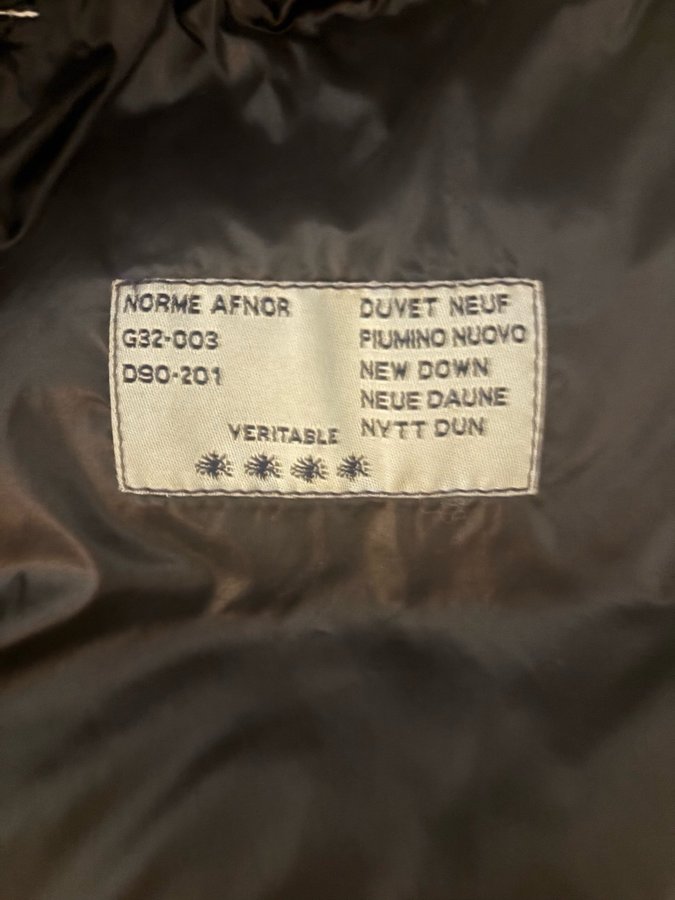 NORME AFNOR
G32-003
D90-201
VERITABLE
DUVET NEUF
PIUMINO NUOVO
NEW DOWN
NEUE DAUNE
NYTT DUN